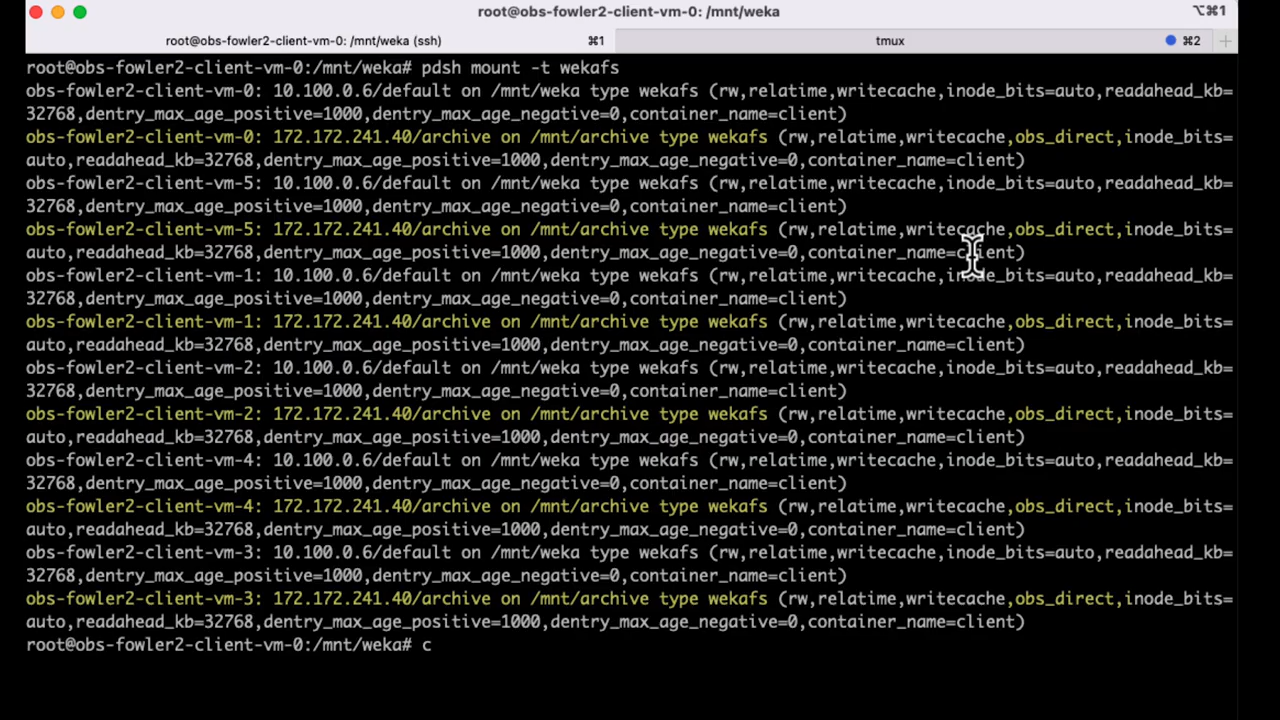 root@obs-fowler2-client-vm-0: /mnt/weka
⌥⌘1
root@obs-fowler2-client-vm-0: /mnt/weka (ssh)
⌘1
tmux
⌘2
+
root@obs-fowler2-client-vm-0:/mnt/weka# pdsh mount -t wekafs
obs-fowler2-client-vm-0: 10.100.0.6/default on /mnt/weka type wekafs (rw,relatime,writecache,inode_bits=auto,readahead_kb=
32768,dentry_max_age_positive=1000,dentry_max_age_negative=0,container_name=client)
obs-fowler2-client-vm-0: 172.172.241.40/archive on /mnt/archive type wekafs (rw,relatime,writecache,obs_direct,inode_bits=
auto,readahead_kb=32768,dentry_max_age_positive=1000,dentry_max_age_negative=0,container_name=client)
obs-fowler2-client-vm-5: 10.100.0.6/default on /mnt/weka type wekafs (rw,relatime,writecache,inode_bits=auto,readahead_kb=
32768,dentry_max_age_positive=1000,dentry_max_age_negative=0,container_name=client)
obs-fowler2-client-vm-5: 172.172.241.40/archive on /mnt/archive type wekafs (rw,relatime,writecache,obs_direct,inode_bits=
auto,readahead_kb=32768,dentry_max_age_positive=1000,dentry_max_age_negative=0,container_name=client)
obs-fowler2-client-vm-1: 10.100.0.6/default on /mnt/weka type wekafs (rw,relatime,writecache,inode_bits=auto,readahead_kb=
32768,dentry_max_age_positive=1000,dentry_max_age_negative=0,container_name=client)
obs-fowler2-client-vm-1: 172.172.241.40/archive on /mnt/archive type wekafs (rw,relatime,writecache,obs_direct,inode_bits=
auto,readahead_kb=32768,dentry_max_age_positive=1000,dentry_max_age_negative=0,container_name=client)
obs-fowler2-client-vm-2: 10.100.0.6/default on /mnt/weka type wekafs (rw,relatime,writecache,inode_bits=auto,readahead_kb=
32768,dentry_max_age_positive=1000,dentry_max_age_negative=0,container_name=client)
obs-fowler2-client-vm-2: 172.172.241.40/archive on /mnt/archive type wekafs (rw,relatime,writecache,obs_direct,inode_bits=
auto,readahead_kb=32768,dentry_max_age_positive=1000,dentry_max_age_negative=0,container_name=client)
obs-fowler2-client-vm-4: 10.100.0.6/default on /mnt/weka type wekafs (rw,relatime,writecache,inode_bits=auto,readahead_kb=
32768,dentry_max_age_positive=1000,dentry_max_age_negative=0,container_name=client)
obs-fowler2-client-vm-4: 172.172.241.40/archive on /mnt/archive type wekafs (rw,relatime,writecache,obs_direct,inode_bits=
auto,readahead_kb=32768,dentry_max_age_positive=1000,dentry_max_age_negative=0,container_name=client)
obs-fowler2-client-vm-3: 10.100.0.6/default on /mnt/weka type wekafs (rw,relatime,writecache,inode_bits=auto,readahead_kb=
32768,dentry_max_age_positive=1000,dentry_max_age_negative=0,container_name=client)
obs-fowler2-client-vm-3: 172.172.241.40/archive on /mnt/archive type wekafs (rw,relatime,writecache,obs_direct,inode_bits=
auto,readahead_kb=32768,dentry_max_age_positive=1000,dentry_max_age_negative=0,container_name=client)
root@obs-fowler2-client-vm-0:/mnt/weka# c